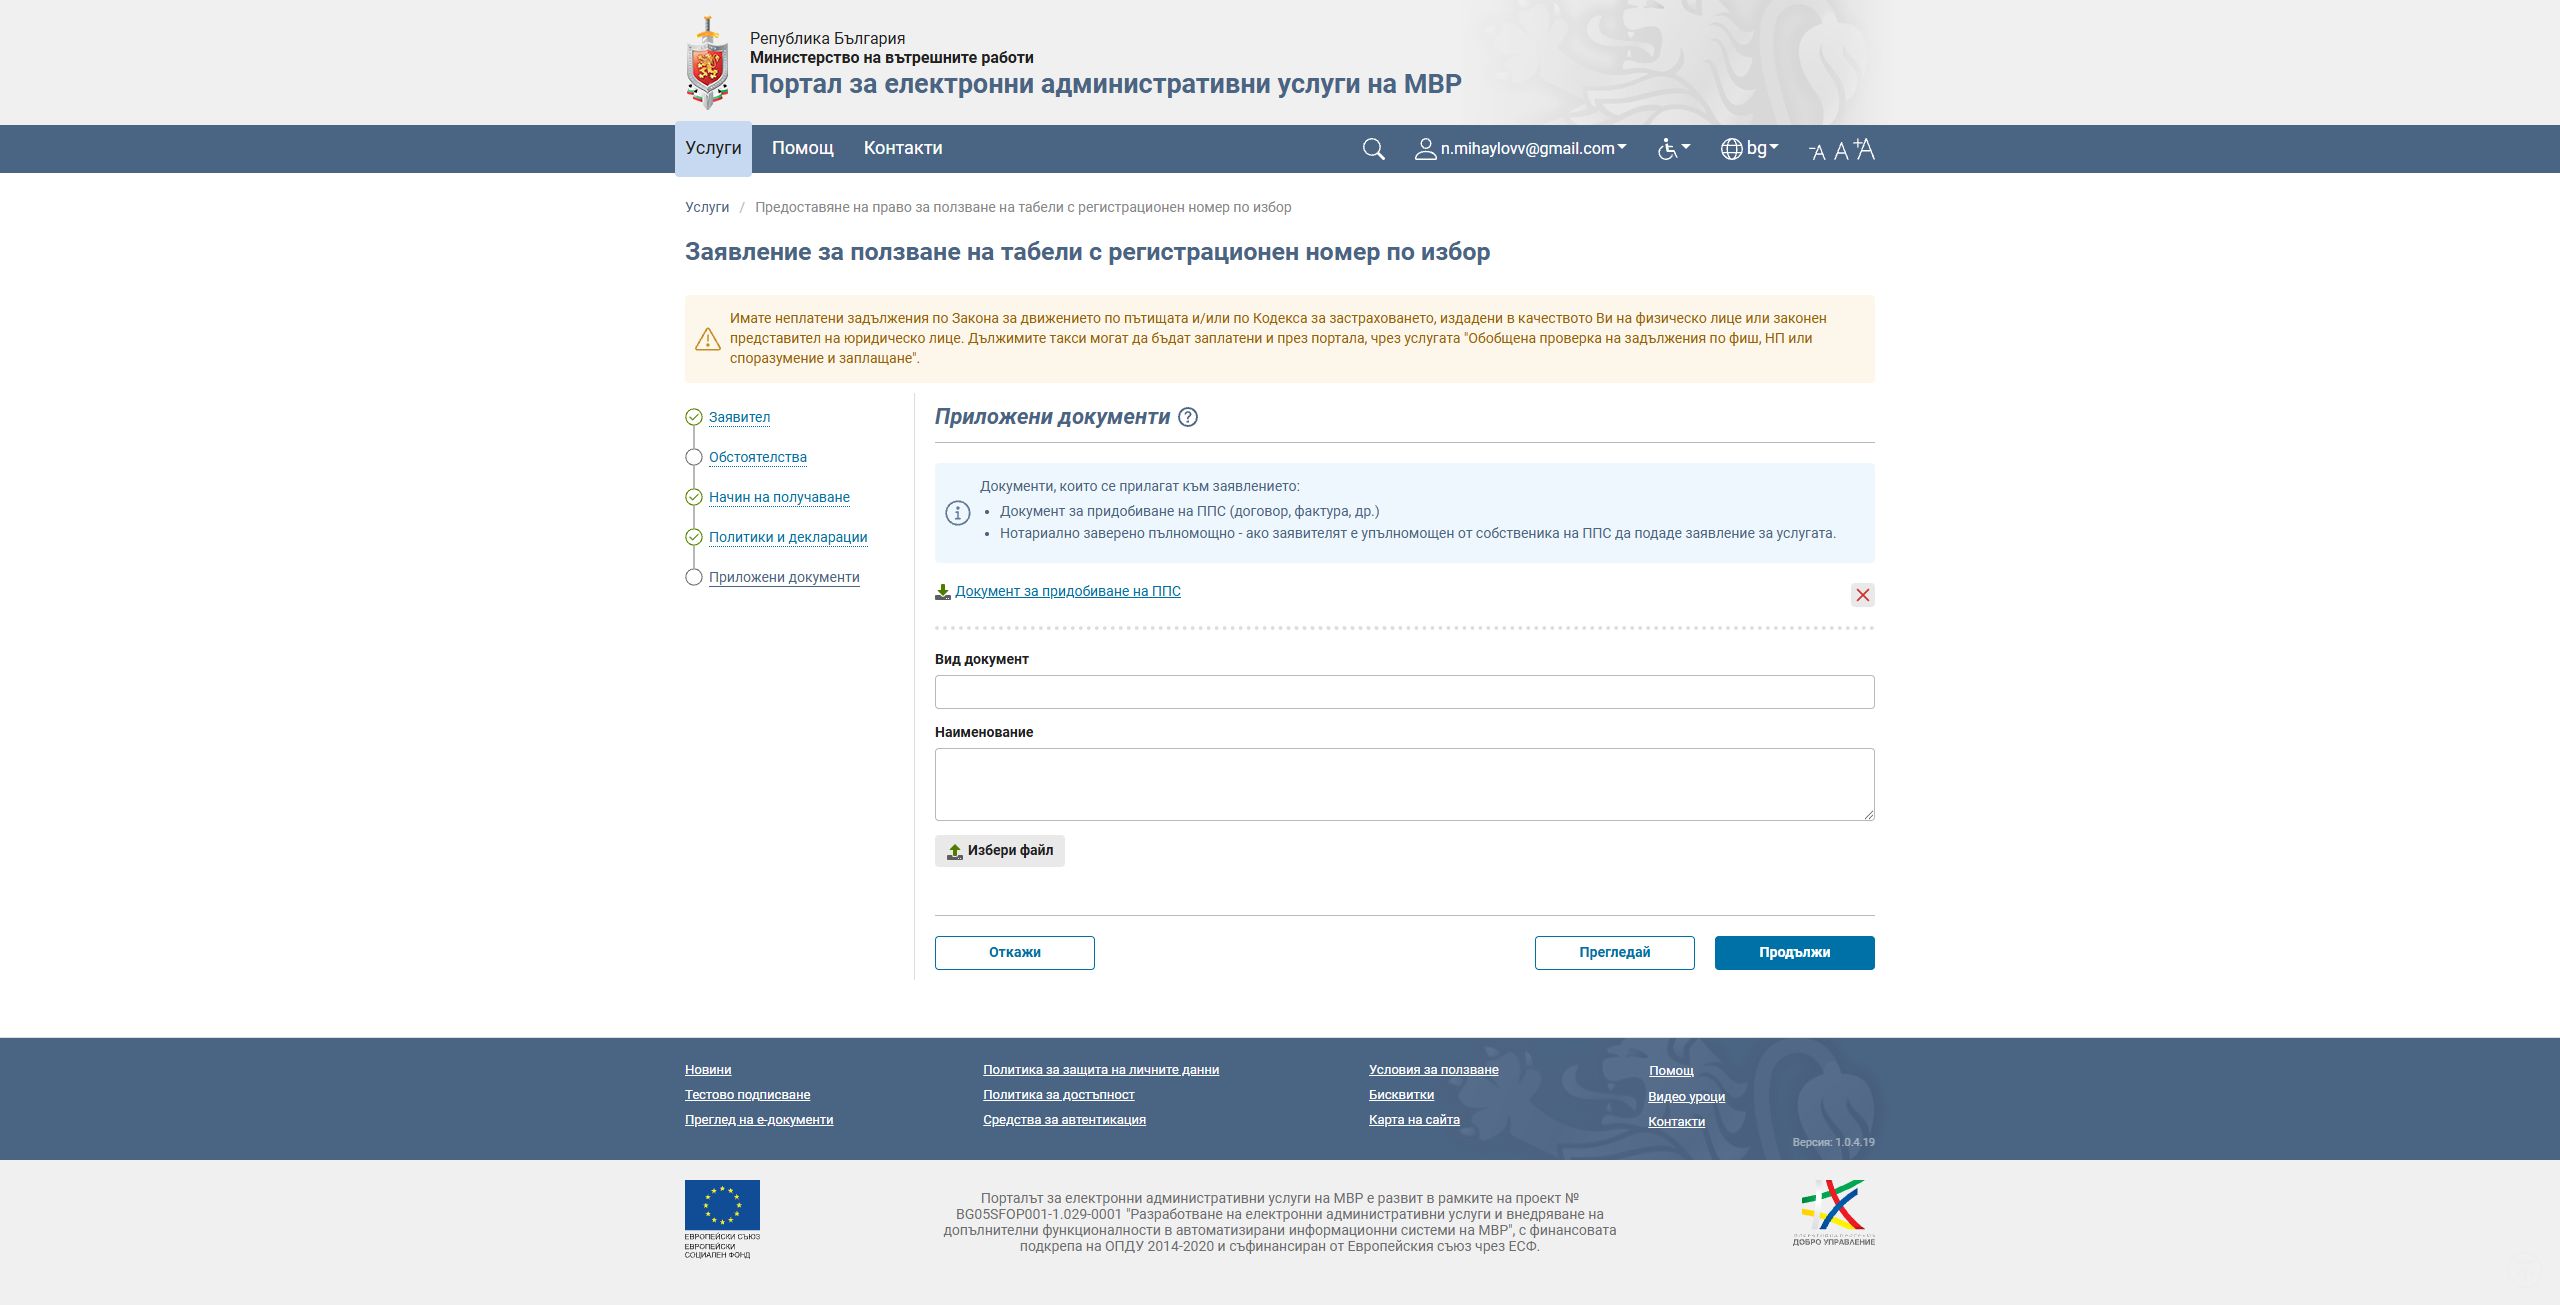 Република България
Министерство на вътрешните работи
Портал за електронни административни услуги на МВР
Услуги
Помощ
Контакти
n.mihaylovv@gmail.com
bg
-A A +A
Услуги / Предоставяне на право за ползване на табели с регистрационен номер по избор
Заявление за ползване на табели с регистрационен номер по избор
Имате неплатени задължения по Закона за движението по пътищата и/или по Кодекса за застраховането, издадени в качеството Ви на физическо лице или законен
представител на юридическо лице. Дължимите такси могат да бъдат заплатени и през портала, чрез услугата "Обобщена проверка на задължения по фиш, НП или
споразумение и заплащане".
Заявител
Обстоятелства
Начин на получаване
Политики и декларации
Приложени документи
Приложени документи
Документи, които се прилагат към заявлението:
• Документ за придобиване на ППС (договор, фактура, др.)
• Нотариално заверено пълномощно - ако заявителят е упълномощен от собственика на ППС да подаде заявление за услугата.
Документ за придобиване на ППС
Вид документ
Наименование
Избери файл
Откажи
Прегледай
Продължи
Новини
Тестово подписване
Преглед на е-документи
Политика за защита на личните данни
Политика за достъпност
Средства за автентикация
Условия за ползване
Бисквитки
Карта на сайта
Помощ
Видео уроци
Контакти
Версия: 1.0.4.19
ЕВРОПЕЙСКИ СЪЮЗ
ЕВРОПЕЙСКИ
СОЦИАЛЕН ФОНД
Порталът за електронни административни услуги на МВР е развит в рамките на проект №
BG05SFOP001-1.029-0001 "Разработване на електронни административни услуги и внедряване на
допълнителни функционалности в автоматизирани информационни системи на МВР", с финансовата
подкрепа на ОПДУ 2014-2020 и съфинансиран от Европейския съюз чрез ЕСФ.
ДОБРО УПРАВЛЕНИЕ